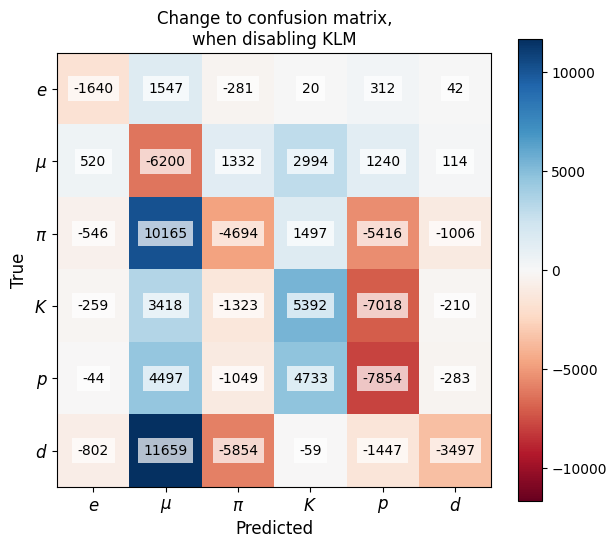 Change to confusion matrix,
when disabling KLM
e -1640 1547 -281 20 312 42
μ 520 -6200 1332 2994 1240 114
π -546 10165 -4694 1497 -5416 -1006
K -259 3418 -1323 5392 -7018 -210
p -44 4497 -1049 4733 -7854 -283
d -802 11659 -5854 -59 -1447 -3497
e μ π K p d
Predicted
True
10000
5000
0
−5000
−10000